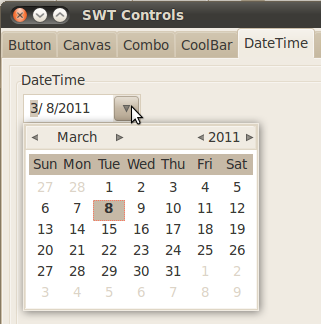 SWT Controls
Button Canvas Combo CoolBar DateTime
DateTime
3/ 8/2011
March 2011
Sun Mon Tue Wed Thu Fri Sat
27 28 1 2 3 4 5
6 7 8 9 10 11 12
13 14 15 16 17 18 19
20 21 22 23 24 25 26
27 28 29 30 31 1 2
3 4 5 6 7 8 9